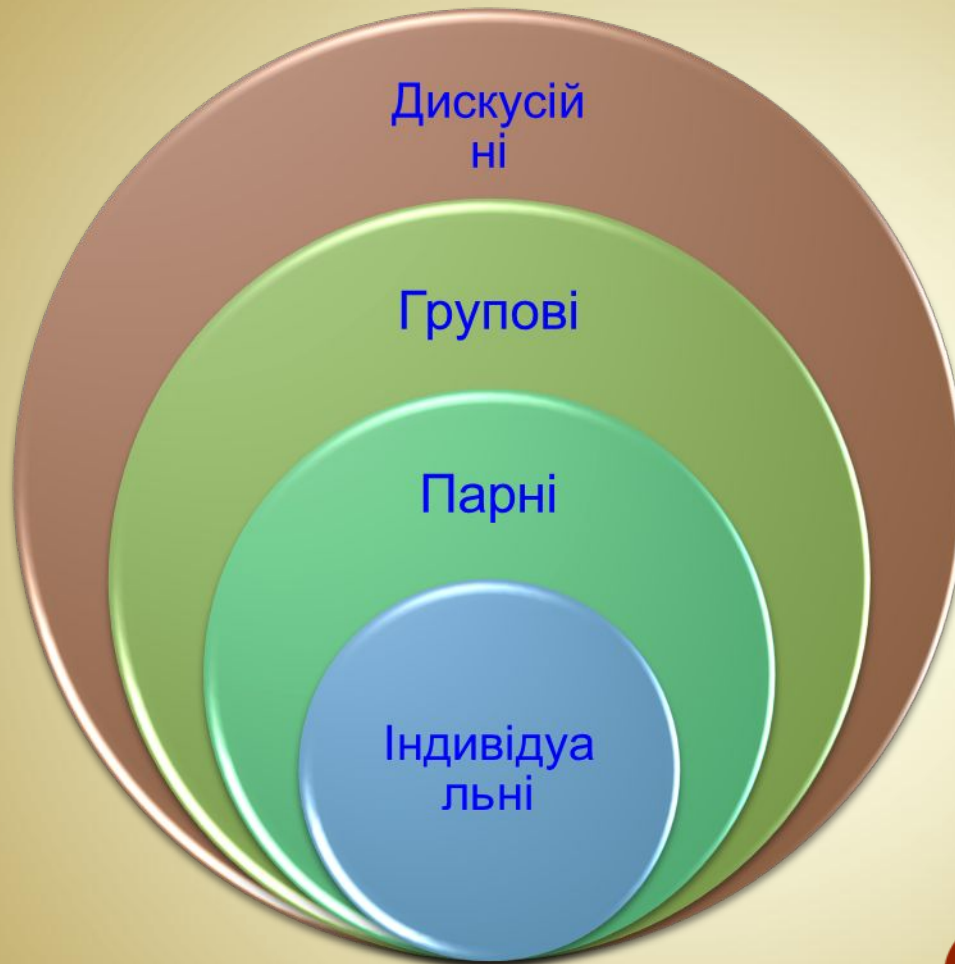 Дискусій
ні
Групові
Парні
Індивідуа
льні